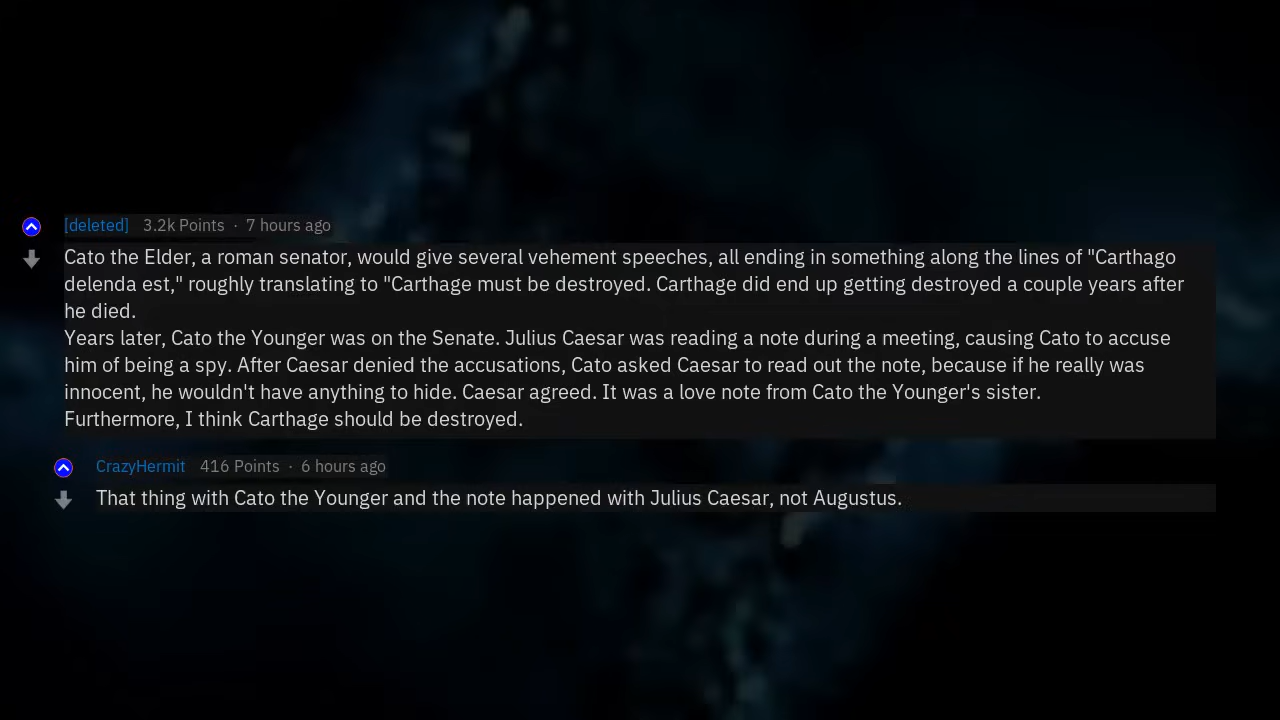 [deleted] 3.2k Points · 7 hours ago
Cato the Elder, a roman senator, would give several vehement speeches, all ending in something along the lines of "Carthago
delenda est," roughly translating to "Carthage must be destroyed. Carthage did end up getting destroyed a couple years after
he died.
Years later, Cato the Younger was on the Senate. Julius Caesar was reading a note during a meeting, causing Cato to accuse
him of being a spy. After Caesar denied the accusations, Cato asked Caesar to read out the note, because if he really was
innocent, he wouldn't have anything to hide. Caesar agreed. It was a love note from Cato the Younger's sister.
Furthermore, I think Carthage should be destroyed.
CrazyHermit 416 Points · 6 hours ago
That thing with Cato the Younger and the note happened with Julius Caesar, not Augustus.